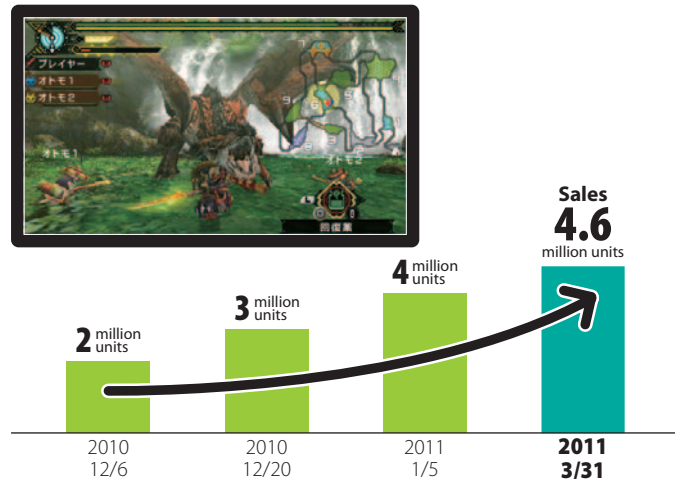 プレイヤー
オトモ1
オトモ2
オトモ1
オトモ2
回復薬
Sales
4.6
million units
4 million
units
3 million
units
2 million
units
2010
12/6
2010
12/20
2011
1/5
2011
3/31